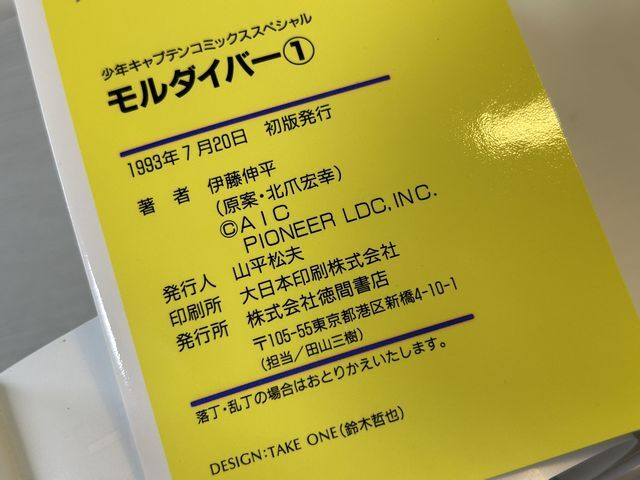 少年キャプテンコミックススペシャル
モルダイバー①
1993年7月20日 初版発行
著者 伊藤伸平
(原案・北爪宏幸)
©AIC
PIONEER LDC, INC.
発行人 山平松夫
印刷所 大日本印刷株式会社
発行所 株式会社徳間書店
〒105-55東京都港区新橋4-10-1
(担当／田山三樹)
落丁・乱丁の場合はおとりかえいたします。
DESIGN:TAKE ONE(鈴木哲也)